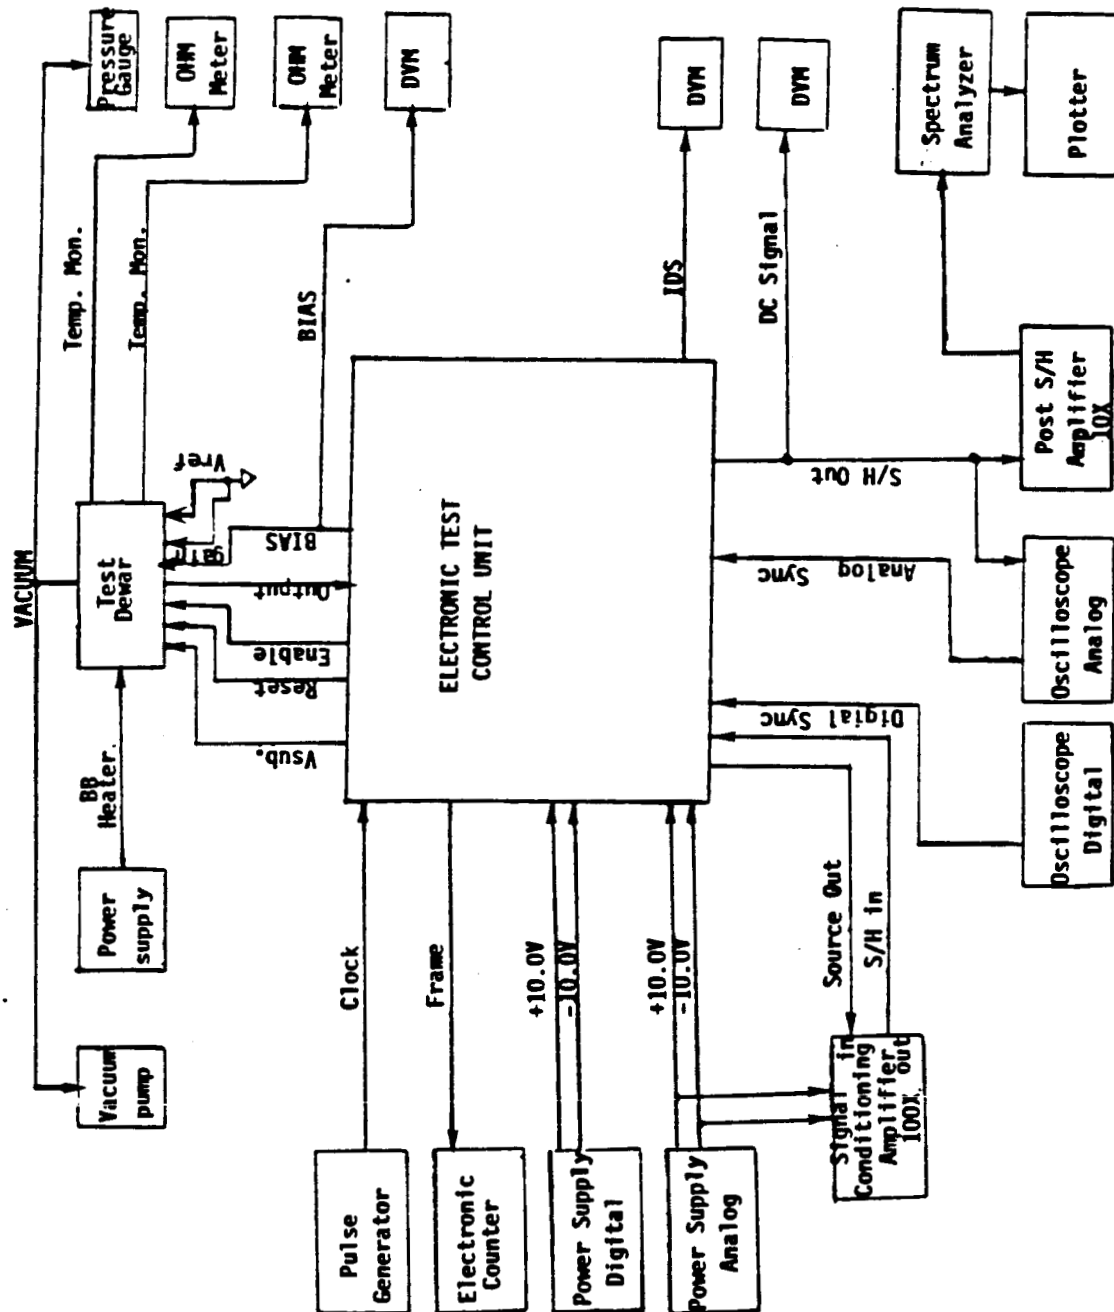 VACUUM
Vacuum
pump
Power
supply
BB
Heater.
Test
Dewar
Temp. Mon.
Temp. Mon.
Pressure
Gauge
OHM
Meter
OHM
Meter
DVM
BIAS
Vref
BIAS
Output
Enable
Reset
Vsub.
ELECTRONIC TEST
CONTROL UNIT
Pulse
Generator
Clock
Electronic
Counter
Frame
Power Supply
Digital
+10.0V
-10.0V
Power Supply
Analog
+10.0V
-10.0V
Signal in
Conditioning
Amplifier
100X. out
Source Out
S/H in
Digial Sync
Analog
Sync
S/H Out
IDS
DVM
DC Signal
DVM
Oscilloscope
Digital
Oscilloscope
Analog
Post S/H
Amplifier
10X
Spectrum
Analyzer
Plotter